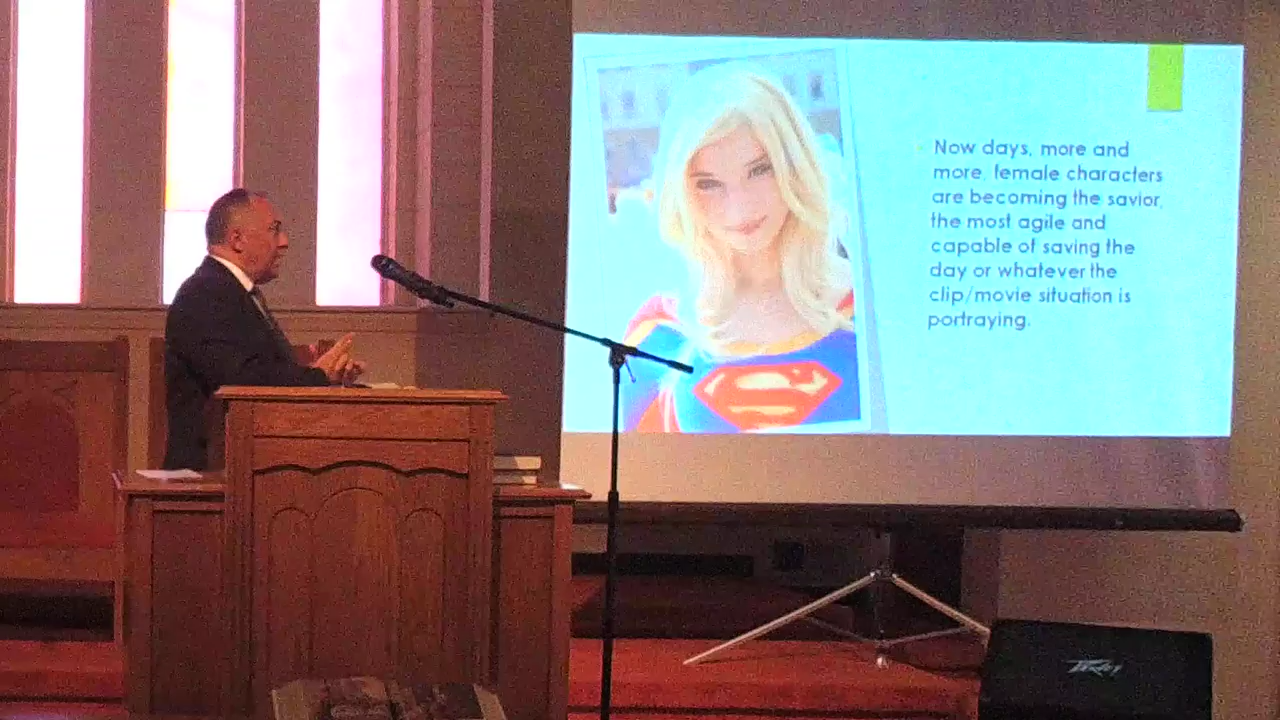 Now days, more and
more, female characters
are becoming the savior,
the most agile and
capable of saving the
day or whatever the
clip/movie situation is
portraying.
S
Peavey